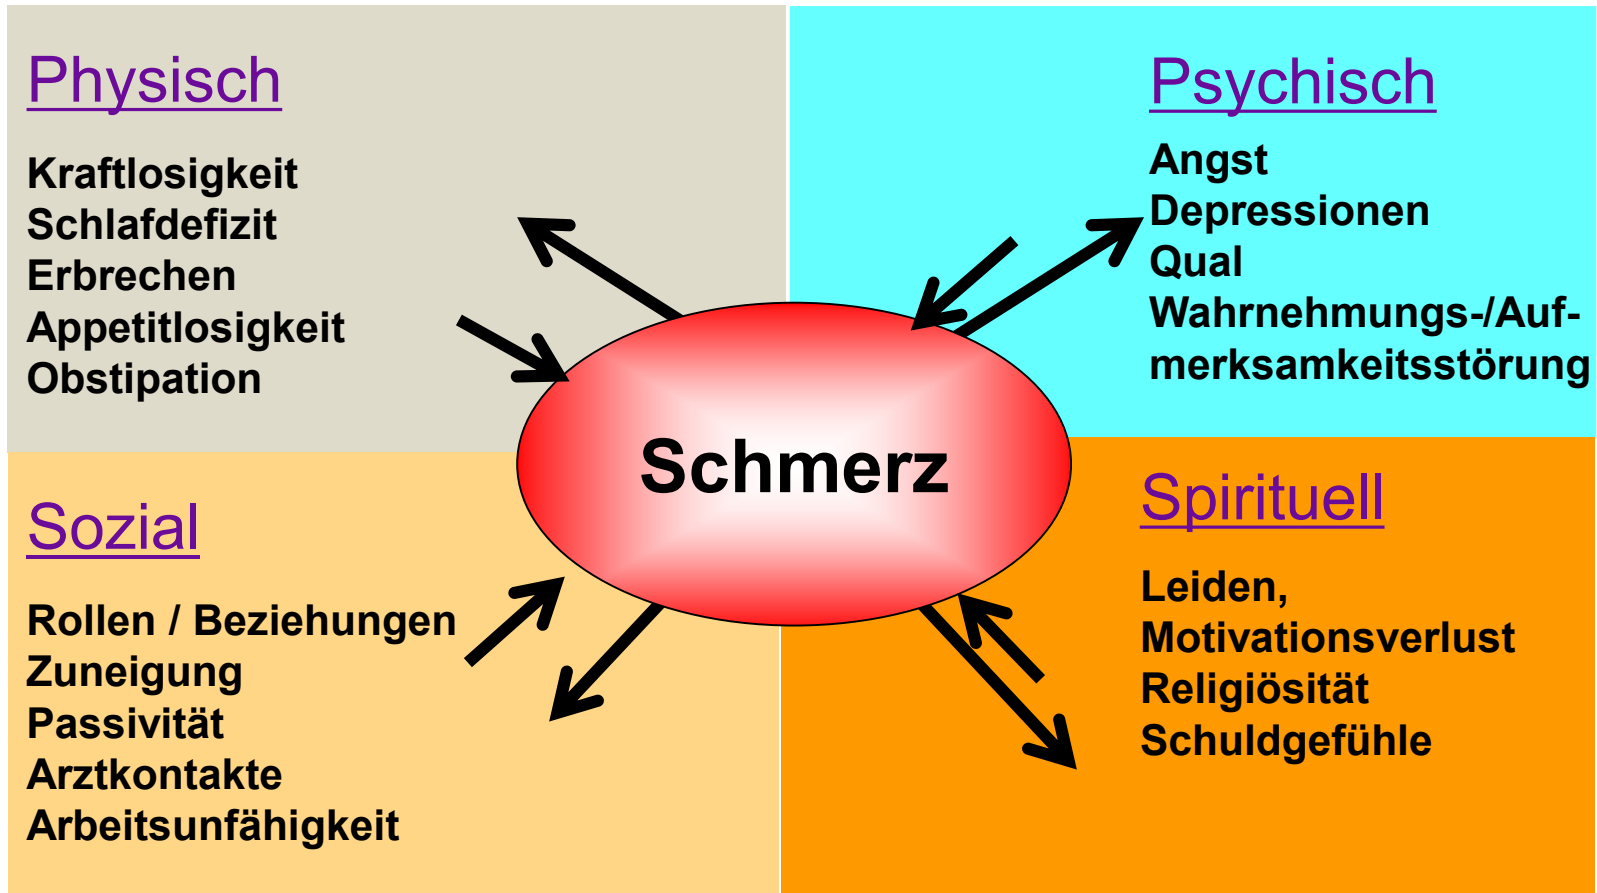 Physisch
Kraftlosigkeit
Schlafdefizit
Erbrechen
Appetitlosigkeit
Obstipation
Psychisch
Angst
Depressionen
Qual
Wahrnehmungs-/Auf-
merksamkeitsstörung
Schmerz
Sozial
Rollen / Beziehungen
Zuneigung
Passivität
Arztkontakte
Arbeitsunfähigkeit
Spirituell
Leiden,
Motivationsverlust
Religiösität
Schuldgefühle